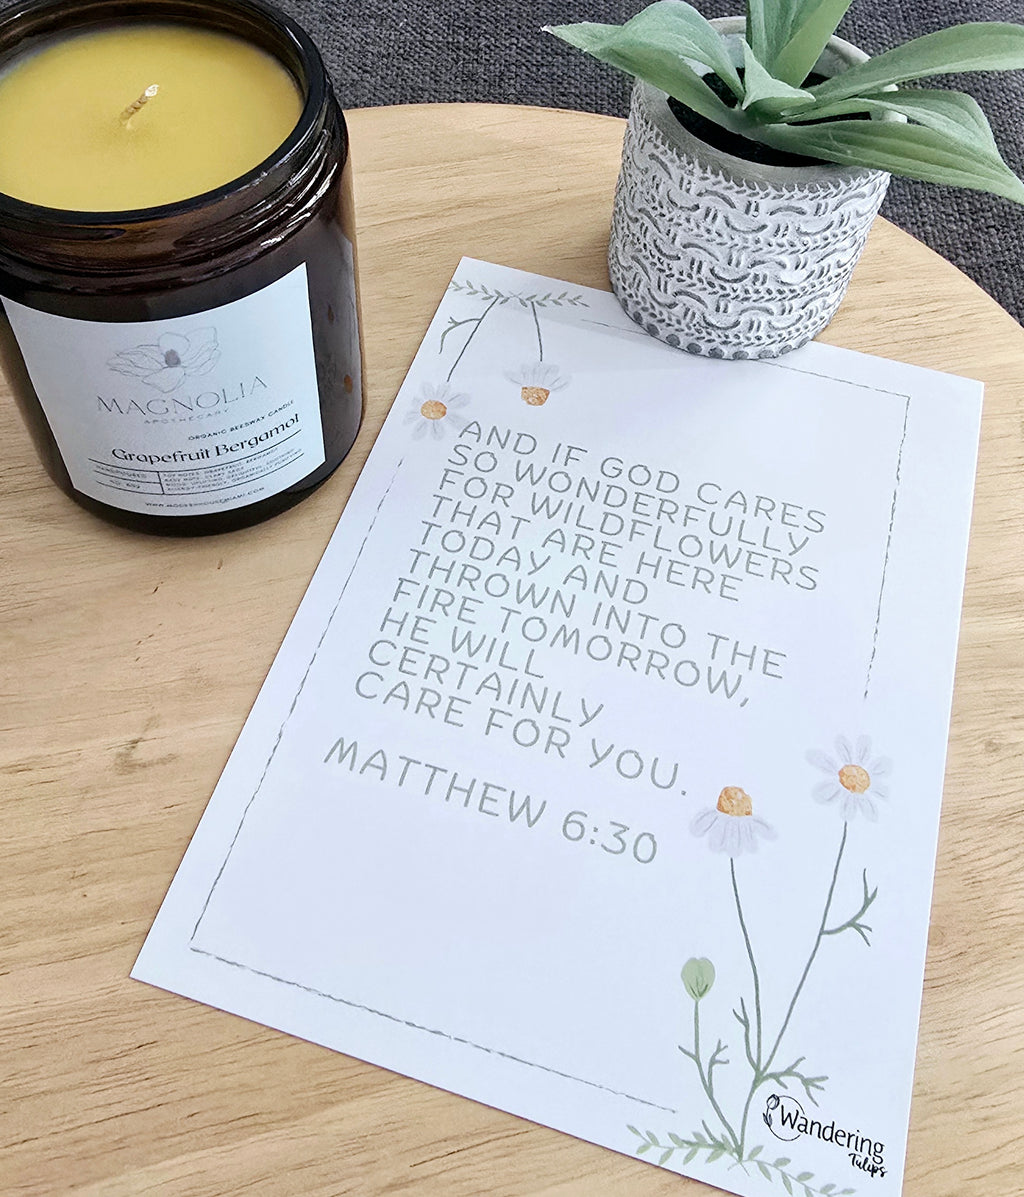 MAGNOLIA
APOTHECARY
ORGANIC BEESWAX CANDLE
Grapefruit Bergamot
AND IF GOD CARES
SO WONDERFULLY
FOR WILDFLOWERS
THAT ARE HERE
TODAY AND
THROWN INTO THE
FIRE TOMORROW,
HE WILL
CERTAINLY
CARE FOR YOU.
MATTHEW 6:30
Wandering
Tulips